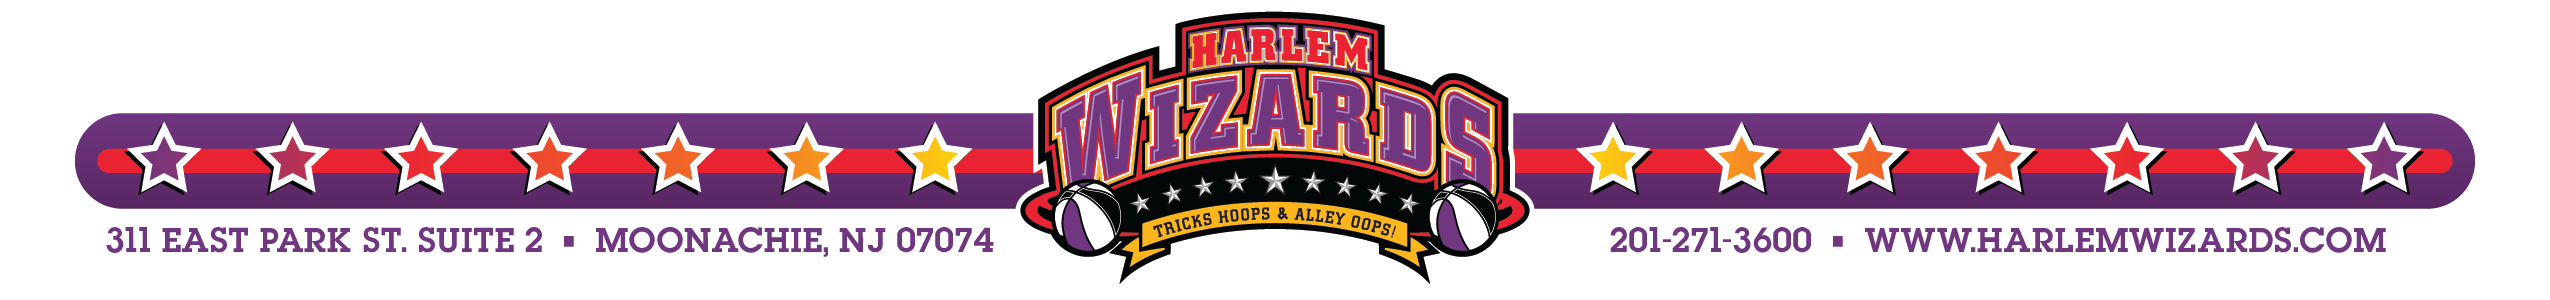 HARLEM
WIZARDS
TRICKS HOOPS & ALLEY OOPS!
311 EAST PARK ST. SUITE 2 ▪ MOONACHIE, NJ 07074
201-271-3600 ▪ WWW.HARLEMWIZARDS.COM